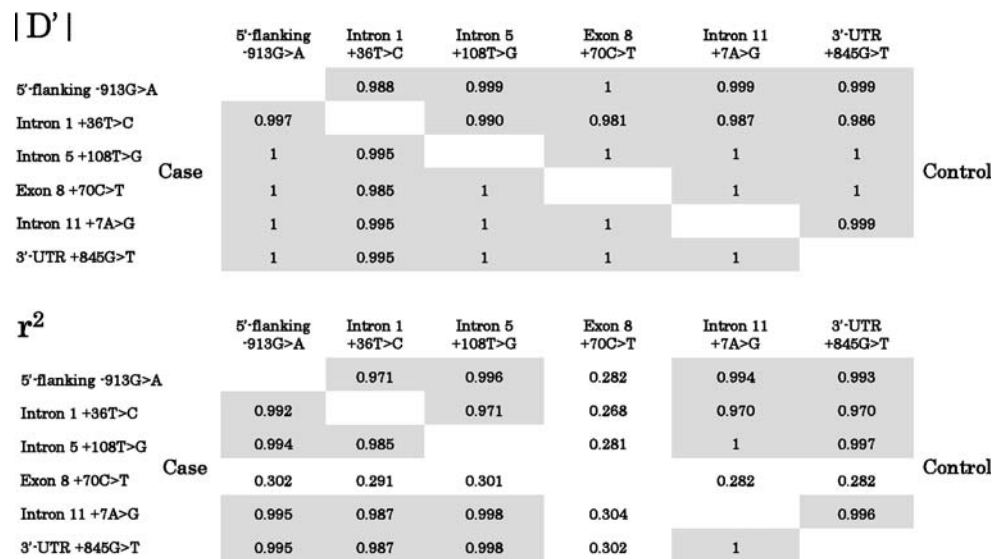 |D'|
5'-flanking Intron 1 Intron 5 Exon 8 Intron 11 3'-UTR
-913G>A +36T>C +108T>G +70C>T +7A>G +845G>T
5'-flanking -913G>A 0.988 0.999 1 0.999 0.999
Intron 1 +36T>C 0.997 0.990 0.981 0.987 0.986
Intron 5 +108T>G 1 0.995 1 1 1
Case Control
Exon 8 +70C>T 1 0.985 1 1 1
Intron 11 +7A>G 1 0.995 1 1 0.999
3'-UTR +845G>T 1 0.995 1 1 1
r²
5'-flanking Intron 1 Intron 5 Exon 8 Intron 11 3'-UTR
-913G>A +36T>C +108T>G +70C>T +7A>G +845G>T
5'-flanking -913G>A 0.971 0.996 0.282 0.994 0.993
Intron 1 +36T>C 0.992 0.971 0.268 0.970 0.970
Intron 5 +108T>G 0.994 0.985 0.281 1 0.997
Case Control
Exon 8 +70C>T 0.302 0.291 0.301 0.282 0.282
Intron 11 +7A>G 0.995 0.987 0.998 0.304 0.996
3'-UTR +845G>T 0.995 0.987 0.998 0.302 1